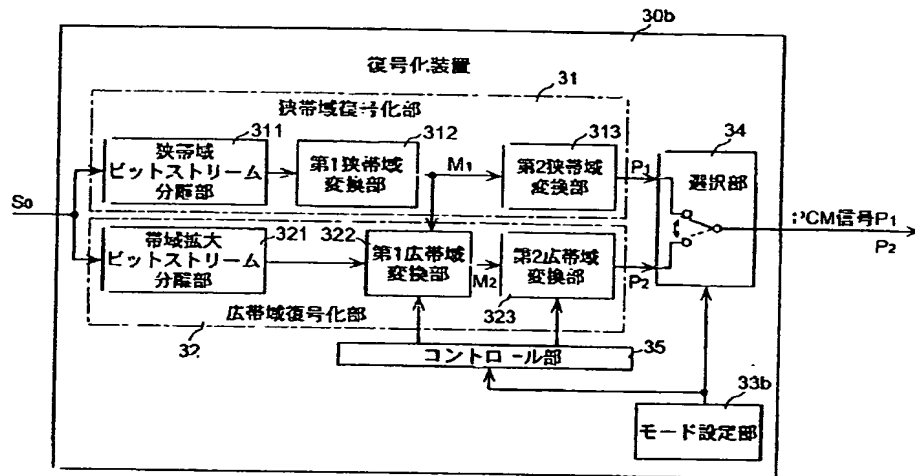 30b
復号化装置
31
狭帯域復号化部
311
狭帯域
ビットストリーム
分離部
312
第1狭帯域
変換部
M1
313
第2狭帯域
変換部
P1
34
選択部
S0
PCM信号P1
P2
321
帯域拡大
ビットストリーム
分離部
322
第1広帯域
変換部
M2
第2広帯域
変換部
323
P2
広帯域復号化部
32
コントロール部
35
33b
モード設定部